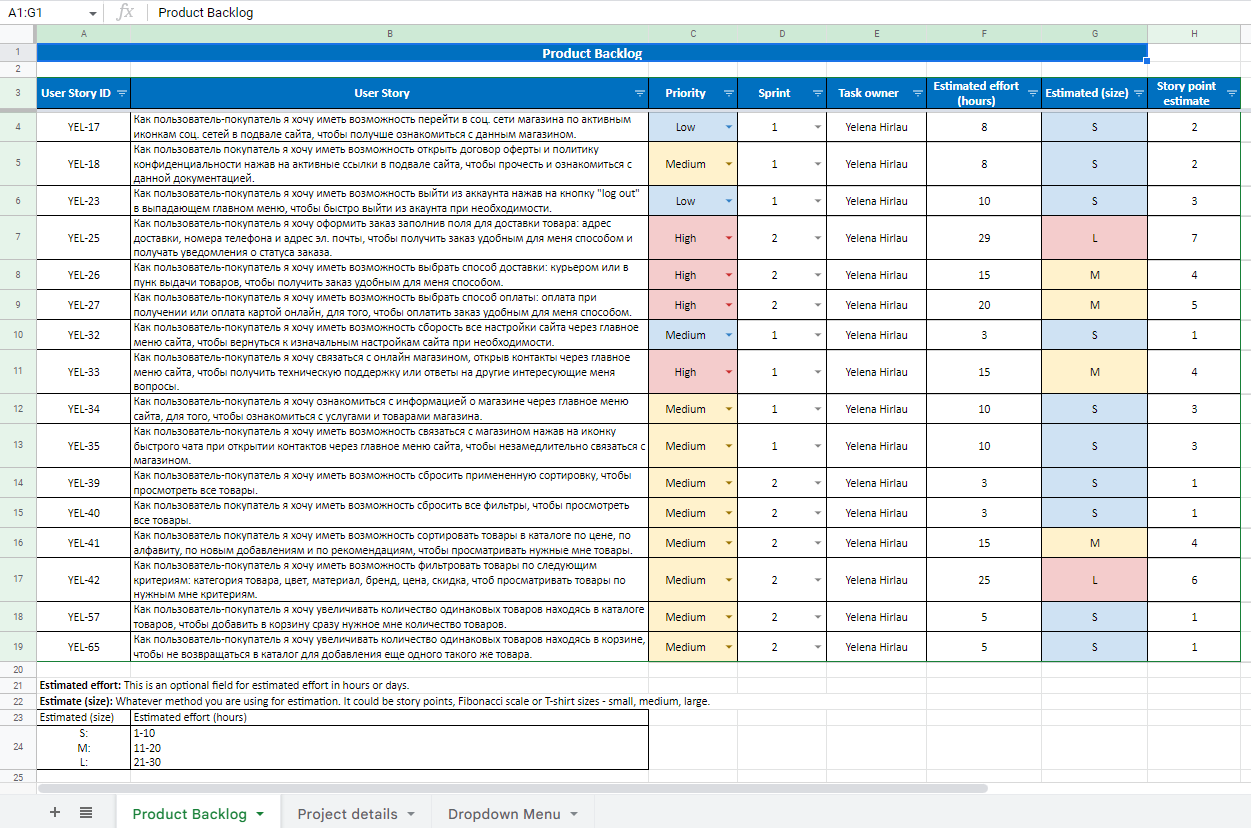 A1:G1 fx Product Backlog
A B C D E F G H
1 Product Backlog
2
3 User Story ID User Story Priority Sprint Task owner Estimated effort (hours) Estimated (size) Story point estimate
4 YEL-17 Как пользователь-покупатель я хочу иметь возможность перейти в соц. сети магазина по активным
иконкам соц. сетей в подвале сайта, чтобы получше ознакомиться с данным магазином. Low 1 Yelena Hirlau 8 S 2
5 YEL-18 Как пользователь покупатель я хочу иметь возможность открыть договор оферты и политику
конфиденциальности нажав на активные ссылки в подвале сайта, чтобы прочесть и ознакомиться с
данной документацией. Medium 1 Yelena Hirlau 8 S 2
6 YEL-23 Как пользователь-покупатель я хочу иметь возможность выйти из аккаунта нажав на кнопку "log out"
в выпадающем главном меню, чтобы быстро выйти из акаунта при необходимости. Low 1 Yelena Hirlau 10 S 3
7 YEL-25 Как пользователь-покупатель я хочу оформить заказ заполнив поля для доставки товара: адрес
доставки, номера телефона и адрес эл. почты, чтобы получить заказ удобным для меня способом и
получать уведомления о статуса заказа. High 2 Yelena Hirlau 29 L 7
8 YEL-26 Как пользователь-покупатель я хочу иметь возможность выбрать способ доставки: курьером или в
пунк выдачи товаров, чтобы получить заказ удобным для меня способом. High 2 Yelena Hirlau 15 M 4
9 YEL-27 Как пользователь-покупатель я хочу иметь возможность выбрать способ оплаты: оплата при
получении или оплата картой онлайн, для того, чтобы оплатить заказ удобным для меня способом. High 2 Yelena Hirlau 20 M 5
10 YEL-32 Как пользователь-покупатель я хочу иметь возможность сборость все настройки сайта через главное
меню сайта, чтобы вернуться к изначальным настройкам сайта при необходимости. Medium 1 Yelena Hirlau 3 S 1
11 YEL-33 Как пользователь-покупатель я хочу связаться с онлайн магазином, открыв контакты через главное
меню сайта, чтобы получить техническую поддержку или ответы на другие интересующие меня
вопросы. High 1 Yelena Hirlau 15 M 4
12 YEL-34 Как пользователь-покупатель я хочу ознакомиться с информацией о магазине через главное меню
сайта, для того, чтобы ознакомиться с услугами и товарами магазина. Medium 1 Yelena Hirlau 10 S 3
13 YEL-35 Как пользователь-покупатель я хочу иметь возможность связаться с магазином нажав на иконку
быстрого чата при открытии контактов через главное меню сайта, чтобы незамедлительно связаться с
магазином. Medium 1 Yelena Hirlau 10 S 3
14 YEL-39 Как пользователь-покупатель я хочу иметь возможность сбросить примененную сортировку, чтобы
просмотреть все товары. Medium 2 Yelena Hirlau 3 S 1
15 YEL-40 Как пользователь покупатель я хочу иметь возможность сбросить все фильтры, чтобы просмотреть
все товары. Medium 2 Yelena Hirlau 3 S 1
16 YEL-41 Как пользователь покупатель я хочу иметь возможность сортировать товары в каталоге по цене, по
алфавиту, по новым добавлениям и по рекомендациям, чтобы просматривать нужные мне товары. Medium 2 Yelena Hirlau 15 M 4
17 YEL-42 Как пользователь-покупатель я хочу иметь возможность фильтровать товары по следующим
критериям: категория товара, цвет, материал, бренд, цена, скидка, чтоб просматривать товары по
нужным мне критериям. Medium 2 Yelena Hirlau 25 L 6
18 YEL-57 Как пользователь-покупатель я хочу увеличивать количество одинаковых товаров находясь в каталоге
товаров, чтобы добавить в корзину сразу нужное мне количество товаров. Medium 2 Yelena Hirlau 5 S 1
19 YEL-65 Как пользователь-покупатель я хочу увеличивать количество одинаковых товаров находясь в корзине,
чтобы не возвращаться в каталог для добавления еще одного такого же товара. Medium 2 Yelena Hirlau 5 S 1
20
21 Estimated effort: This is an optional field for estimated effort in hours or days.
22 Estimate (size): Whatever method you are using for estimation. It could be story points, Fibonacci scale or T-shirt sizes - small, medium, large.
23 Estimated (size) Estimated effort (hours)
24 S: 1-10
M: 11-20
L: 21-30
25
Product Backlog Project details Dropdown Menu